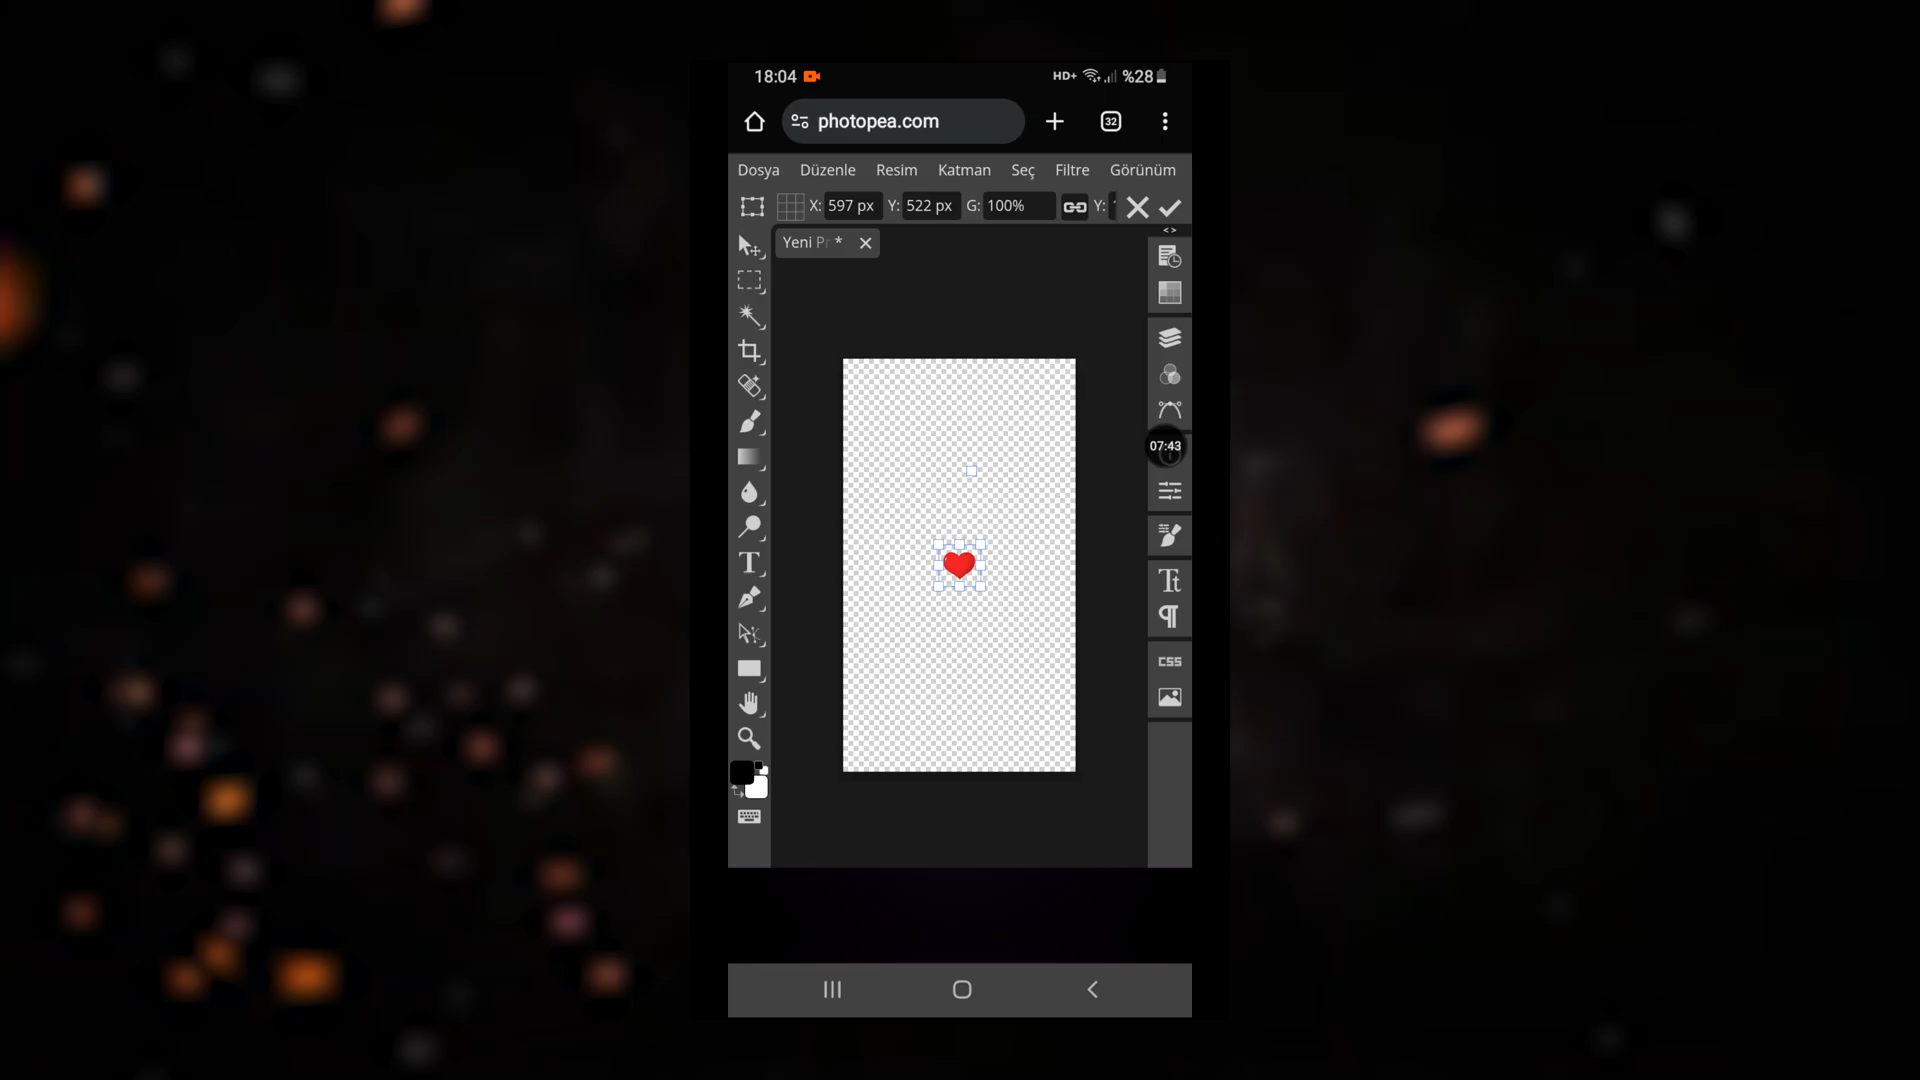 18:04 HD+ %28
photopea.com 32
Dosya Düzenle Resim Katman Seç Filtre Görünüm
X: 597 px Y: 522 px G: 100% Y:
Yeni P *
07:43
T
Tt
¶
CSS